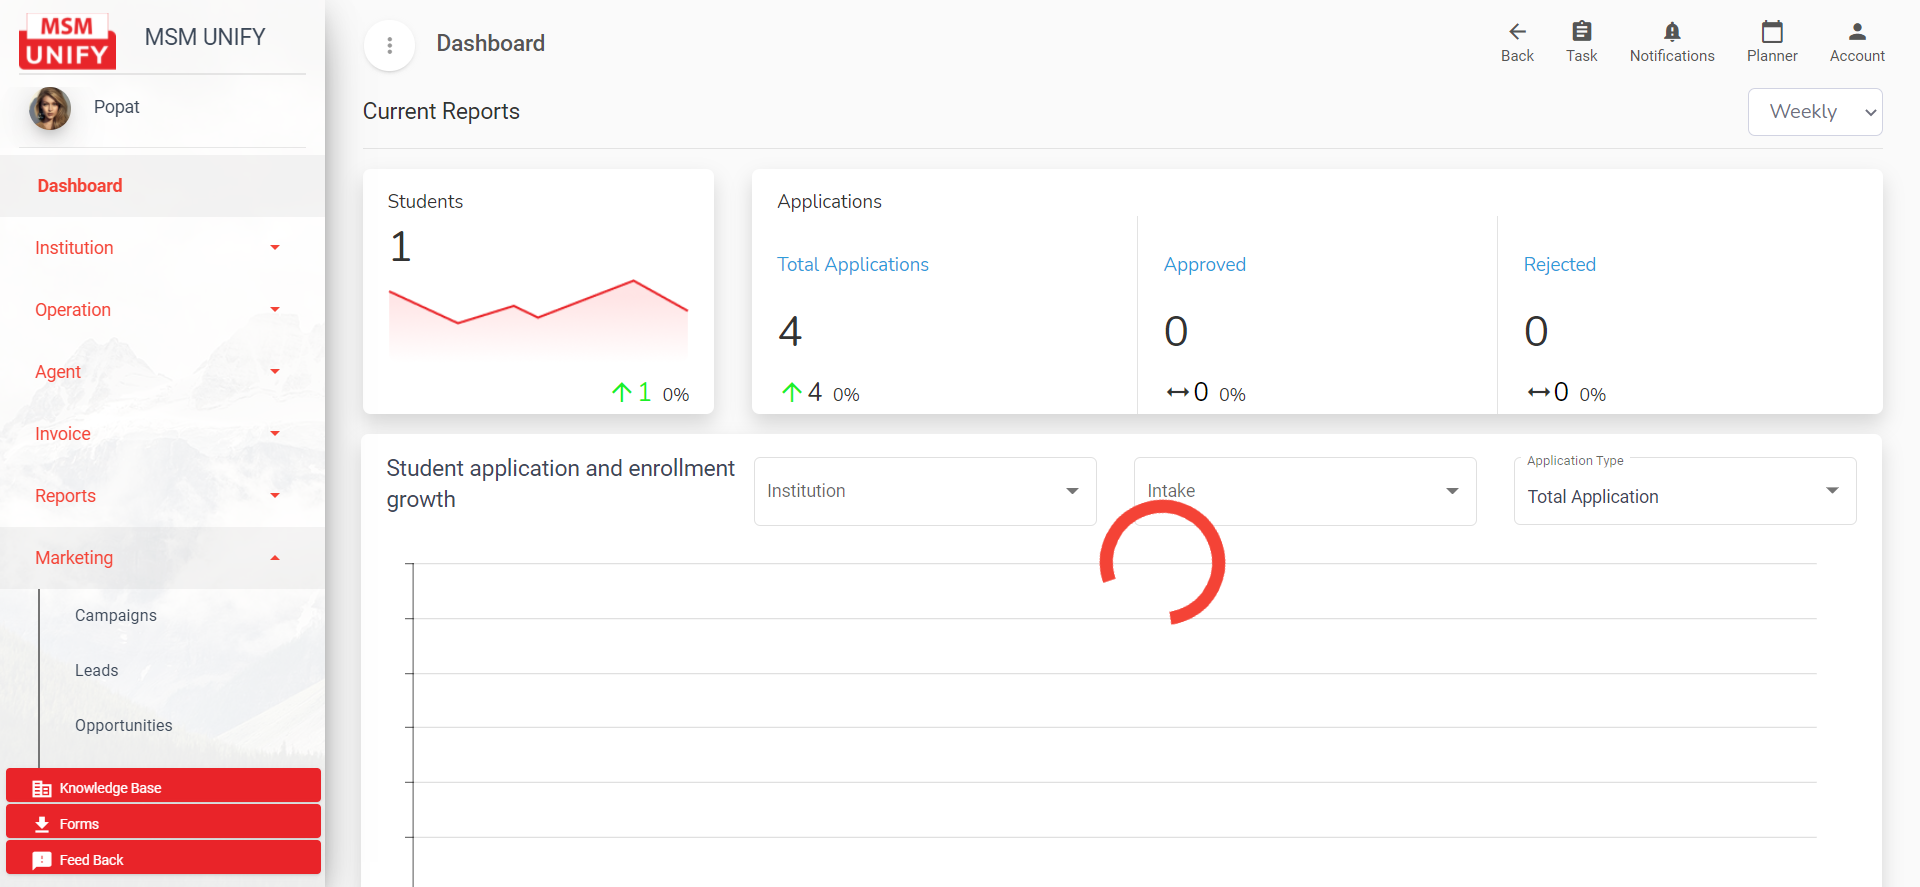 MSM
UNIFY
MSM UNIFY
Popat
Dashboard
Institution
Operation
Agent
Invoice
Reports
Marketing
Campaigns
Leads
Opportunities
Knowledge Base
Forms
Feed Back
Dashboard
Back
Task
Notifications
Planner
Account
Current Reports
Weekly
Students
1
1 0%
Applications
Total Applications
4
4 0%
Approved
0
0 0%
Rejected
0
0 0%
Student application and enrollment
growth
Institution
Intake
Application Type
Total Application